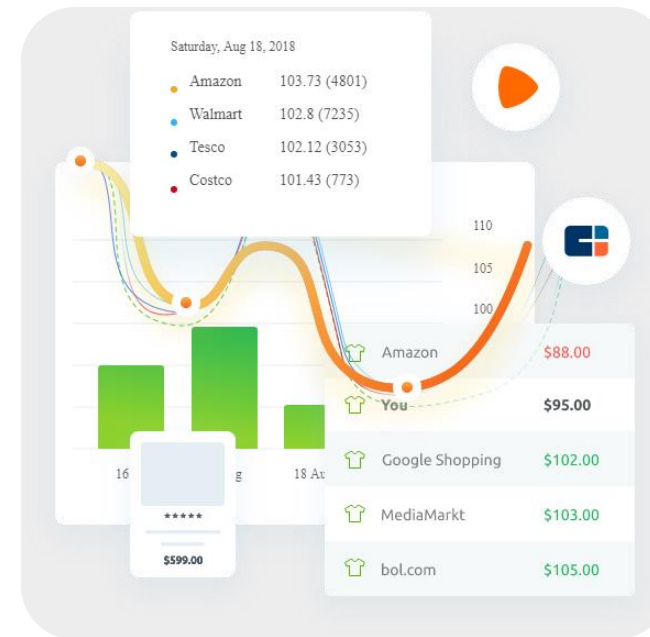 Saturday, Aug 18, 2018
Amazon 103.73 (4801)
Walmart 102.8 (7235)
Tesco 102.12 (3053)
Costco 101.43 (773)
110
105
100
Amazon $88.00
You $95.00
Google Shopping $102.00
MediaMarkt $103.00
bol.com $105.00
16 18
★★★★★
$599.00